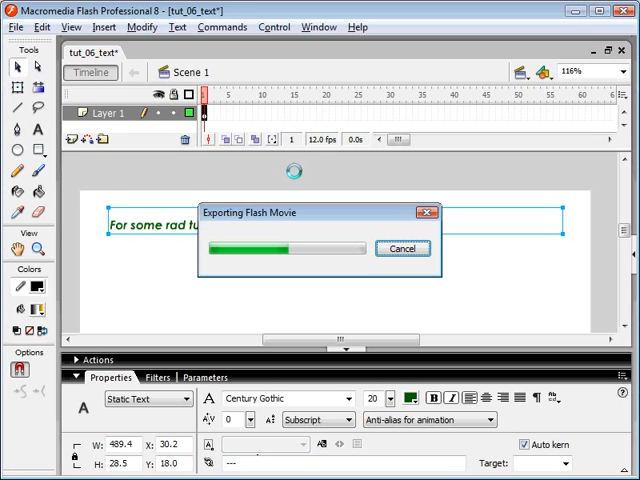 Macromedia Flash Professional 8 - [tut_06_text*]
File Edit View Insert Modify Text Commands Control Window Help
Tools
tut_06_text*
Timeline Scene 1 116%
1 5 10 15 20 25 30 35 40 45 50 55 60
Layer 1
1 12.0 fps 0.0s
Exporting Flash Movie
For some rad tu
Cancel
View
Colors
Options
Actions
Properties Filters Parameters
A Static Text A Century Gothic 20 B I
A/V 0 Subscript Anti-alias for animation
W: 489.4 X: 30.2 Auto kern
H: 28.5 Y: 18.0 --- Target: